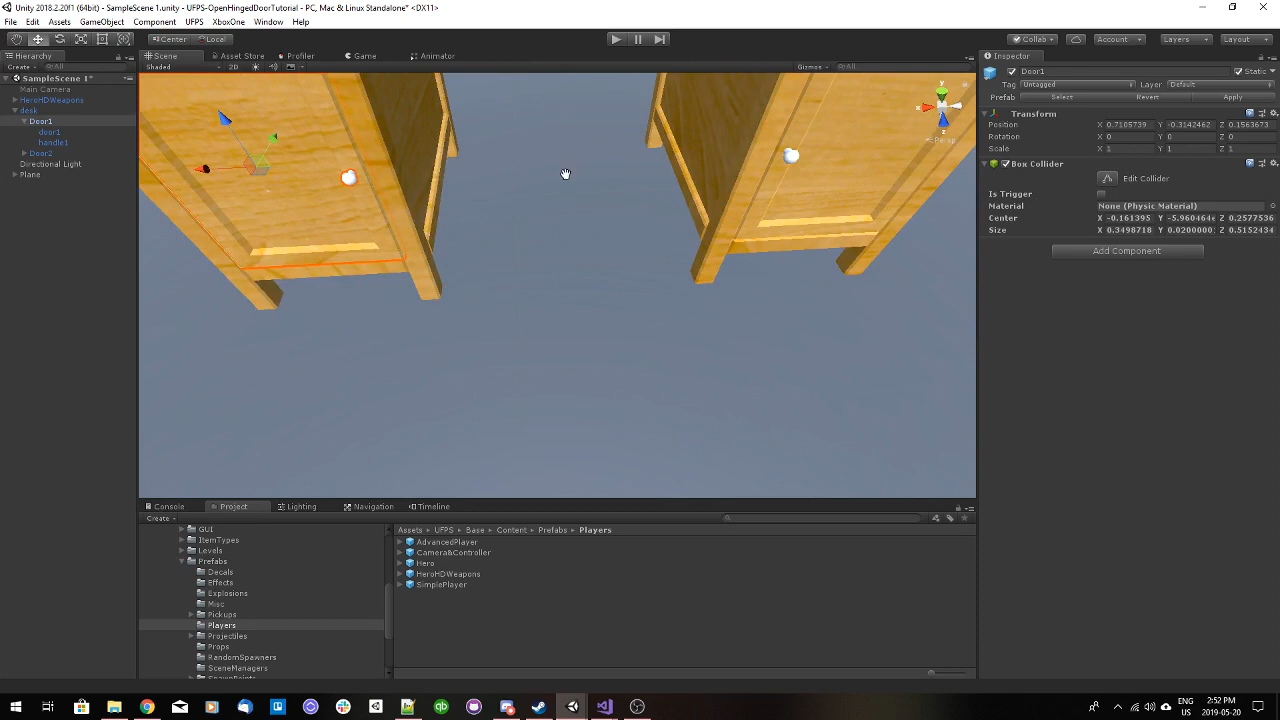 Unity 2018.2.20f1 (64bit) - SampleScene 1.unity - UFPS-OpenHingedDoorTutorial - PC, Mac & Linux Standalone* <DX11>
File Edit Assets GameObject Component UFPS XboxOne Window Help
Center Local Collab Account Layers Layout
Hierarchy Scene Asset Store Profiler Game Animator Inspector
Create All Shaded 2D Gizmos All Door1 Static
SampleScene 1* Tag Untagged Layer Default
Main Camera Prefab Select Revert Apply
HeroHDWeapons
desk Transform
Door1 Position X 0.7105739 Y -0.3142462 Z 0.1563673
door1 Rotation X 0 Y 0 Z 0
handle1 Scale X 1 Y 1 Z 1
Door2
Directional Light Box Collider
Plane Edit Collider
Is Trigger
Material None (Physic Material)
Center X -0.161395 Y -5.960464e Z 0.2577536
Size X 0.3498718 Y 0.0200000 Z 0.5152434
Add Component
y
x
z
Persp
Console Project Lighting Navigation Timeline
Create
GUI
ItemTypes
Levels
Prefabs
Decals
Effects
Explosions
Misc
Pickups
Players
Projectiles
Props
RandomSpawners
SceneManagers
SpawnPoints
Assets UFPS Base Content Prefabs Players
AdvancedPlayer
Camera&Controller
Hero
HeroHDWeapons
SimplePlayer
ENG
US
2:52 PM
2019-05-20